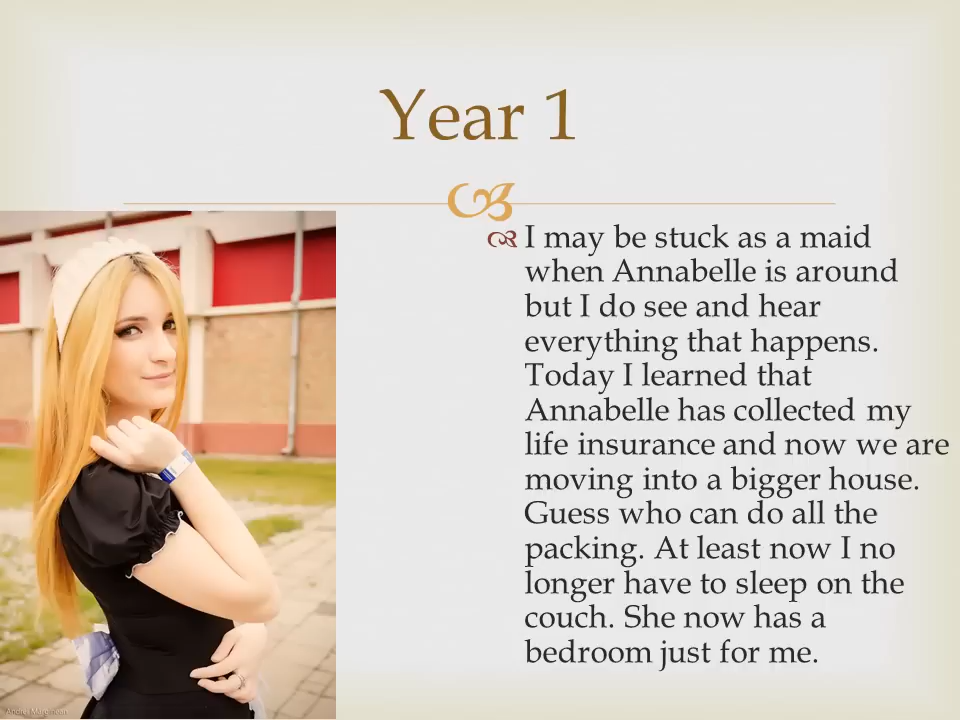 Year 1
I may be stuck as a maid
when Annabelle is around
but I do see and hear
everything that happens.
Today I learned that
Annabelle has collected my
life insurance and now we are
moving into a bigger house.
Guess who can do all the
packing. At least now I no
longer have to sleep on the
couch. She now has a
bedroom just for me.